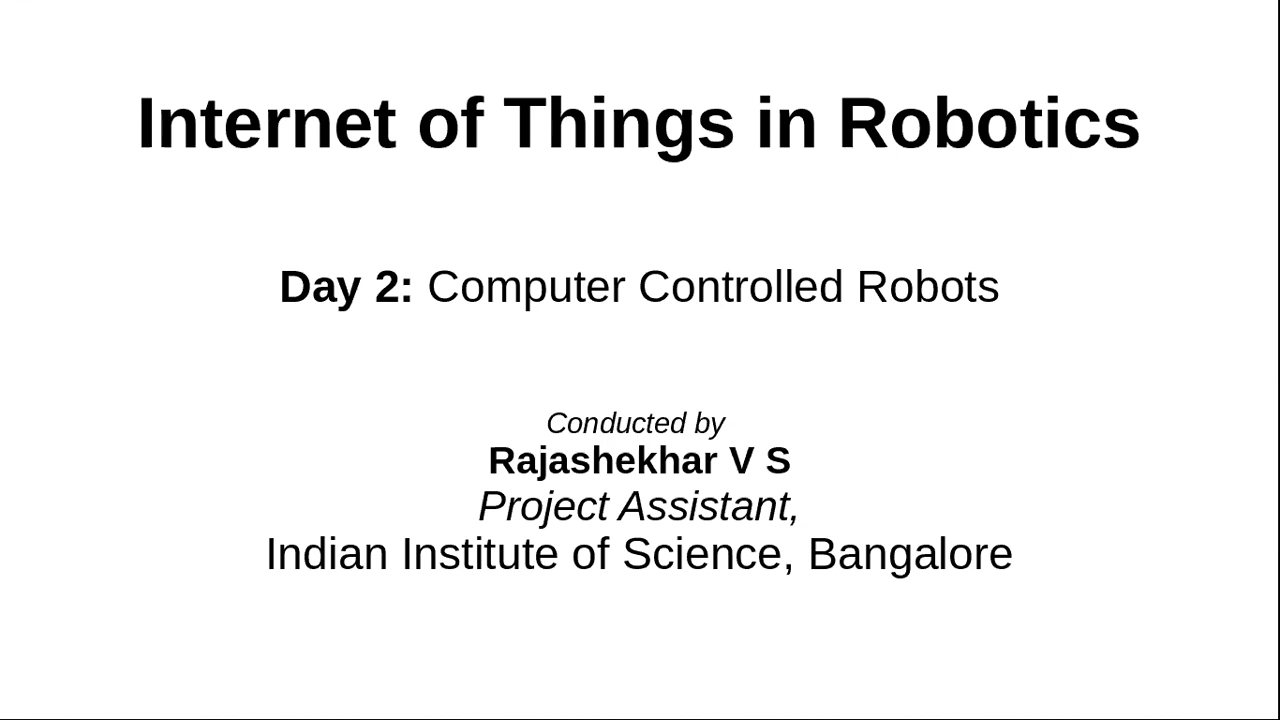 Internet of Things in Robotics
Day 2: Computer Controlled Robots
Conducted by
Rajashekhar V S
Project Assistant,
Indian Institute of Science, Bangalore